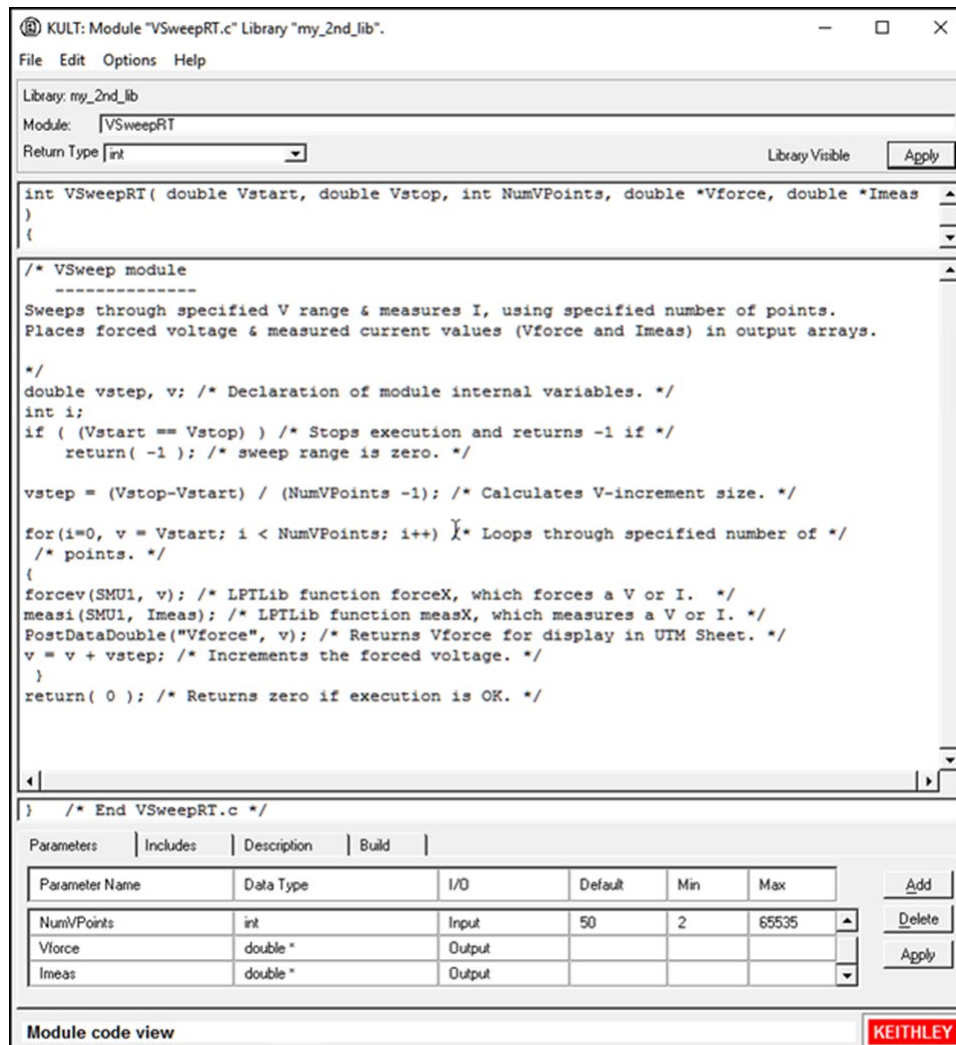 KULT: Module "VSweepRT.c" Library "my_2nd_lib".
File Edit Options Help
Library: my_2nd_lib
Module: VSweepRT
Return Type int Library Visible Apply
int VSweepRT( double Vstart, double Vstop, int NumVPoints, double *Vforce, double *Imeas
)
{
/* VSweep module
--------------
Sweeps through specified V range & measures I, using specified number of points.
Places forced voltage & measured current values (Vforce and Imeas) in output arrays.
*/
double vstep, v; /* Declaration of module internal variables. */
int i;
if ( (Vstart == Vstop) ) /* Stops execution and returns -1 if */
return( -1 ); /* sweep range is zero. */
vstep = (Vstop-Vstart) / (NumVPoints -1); /* Calculates V-increment size. */
for(i=0, v = Vstart; i < NumVPoints; i++) /* Loops through specified number of */
/* points. */
{
forcev(SMU1, v); /* LPTLib function forceX, which forces a V or I. */
measi(SMU1, Imeas); /* LPTLib function measX, which measures a V or I. */
PostDataDouble("Vforce", v); /* Returns Vforce for display in UTM Sheet. */
v = v + vstep; /* Increments the forced voltage. */
}
return( 0 ); /* Returns zero if execution is OK. */
} /* End VSweepRT.c */
Parameters Includes Description Build
Parameter Name Data Type I/O Default Min Max Add
NumVPoints int Input 50 2 65535 Delete
Vforce double * Output
Apply
Imeas double * Output
Module code view KEITHLEY